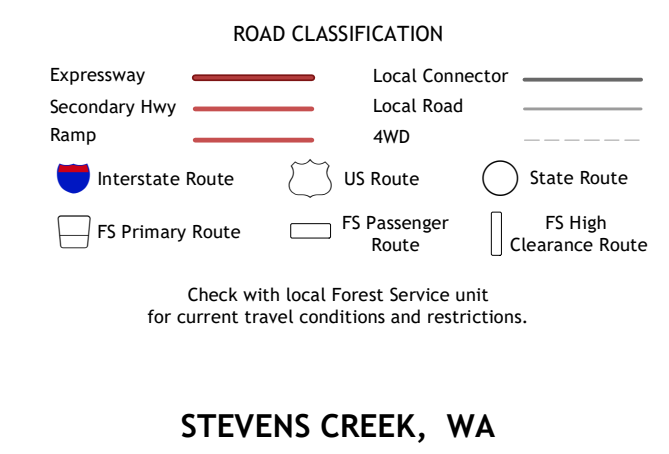 ROAD CLASSIFICATION
Expressway
Local Connector
Secondary Hwy
Local Road
Ramp
4WD
Interstate Route
US Route
State Route
FS Primary Route
FS Passenger
Route
FS High
Clearance Route
Check with local Forest Service unit
for current travel conditions and restrictions.
STEVENS CREEK, WA